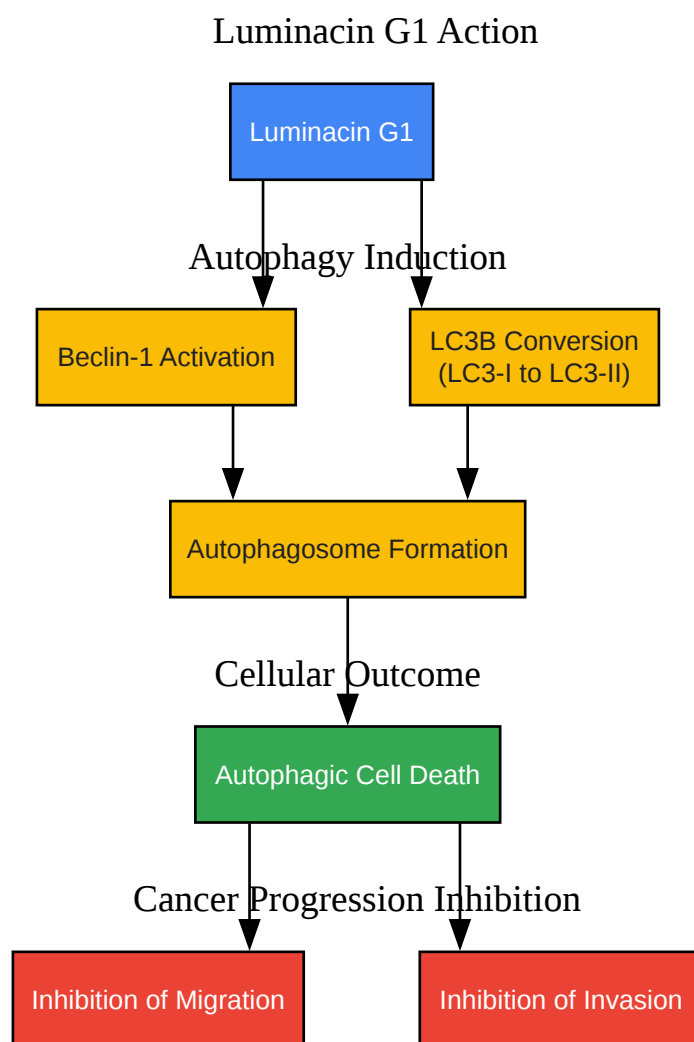 Luminacin G1 Action
Luminacin G1
Autophagy Induction
Beclin-1 Activation
LC3B Conversion
(LC3-I to LC3-II)
Autophagosome Formation
Cellular Outcome
Autophagic Cell Death
Cancer Progression Inhibition
Inhibition of Migration
Inhibition of Invasion